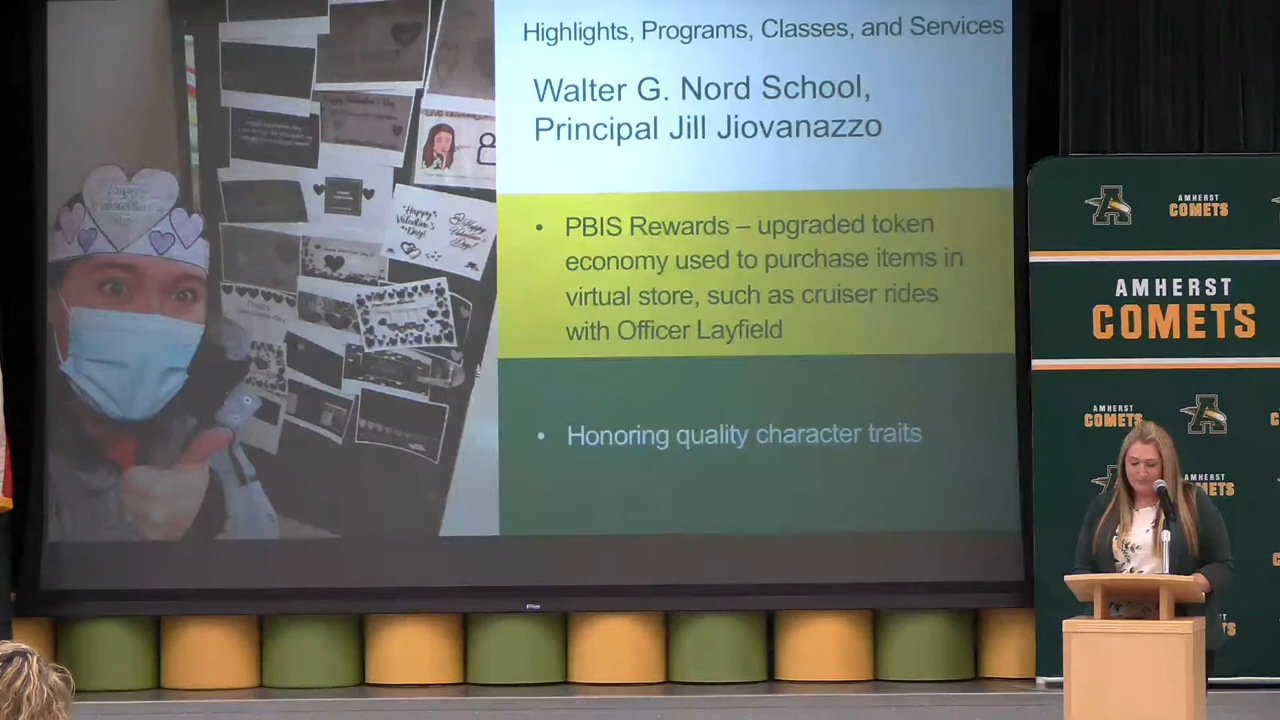 Highlights, Programs, Classes, and Services
Walter G. Nord School,
Principal Jill Jiovanazzo
• PBIS Rewards – upgraded token
economy used to purchase items in
virtual store, such as cruiser rides
with Officer Layfield
• Honoring quality character traits
Happy
Valentine's
Day!
AMHERST
COMETS
AMHERST
COMETS
AMHERST
COMETS
A
A